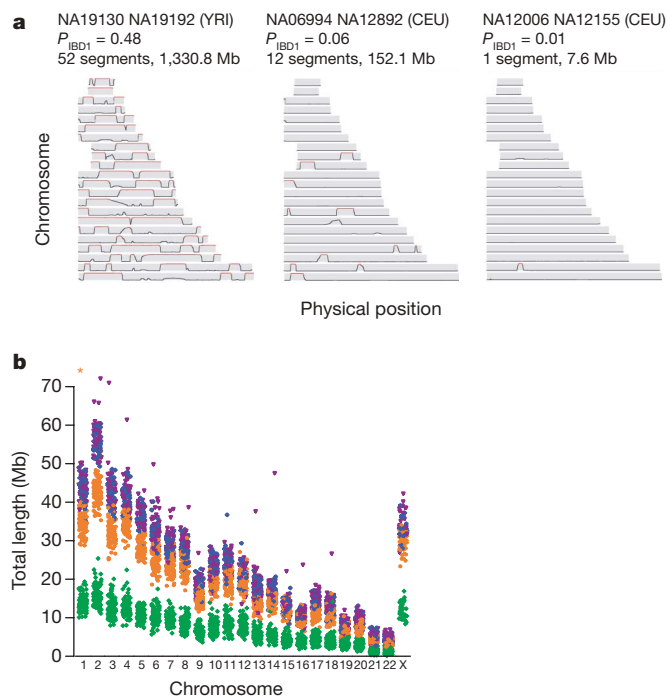 a
NA19130 NA19192 (YRI)
P_IBD1 = 0.48
52 segments, 1,330.8 Mb
NA06994 NA12892 (CEU)
P_IBD1 = 0.06
12 segments, 152.1 Mb
NA12006 NA12155 (CEU)
P_IBD1 = 0.01
1 segment, 7.6 Mb
Chromosome
Physical position
b
Total length (Mb)
70
60
50
40
30
20
10
0
1 2 3 4 5 6 7 8 9 10 11 12 13 14 15 16 17 18 19 20 21 22 X
Chromosome